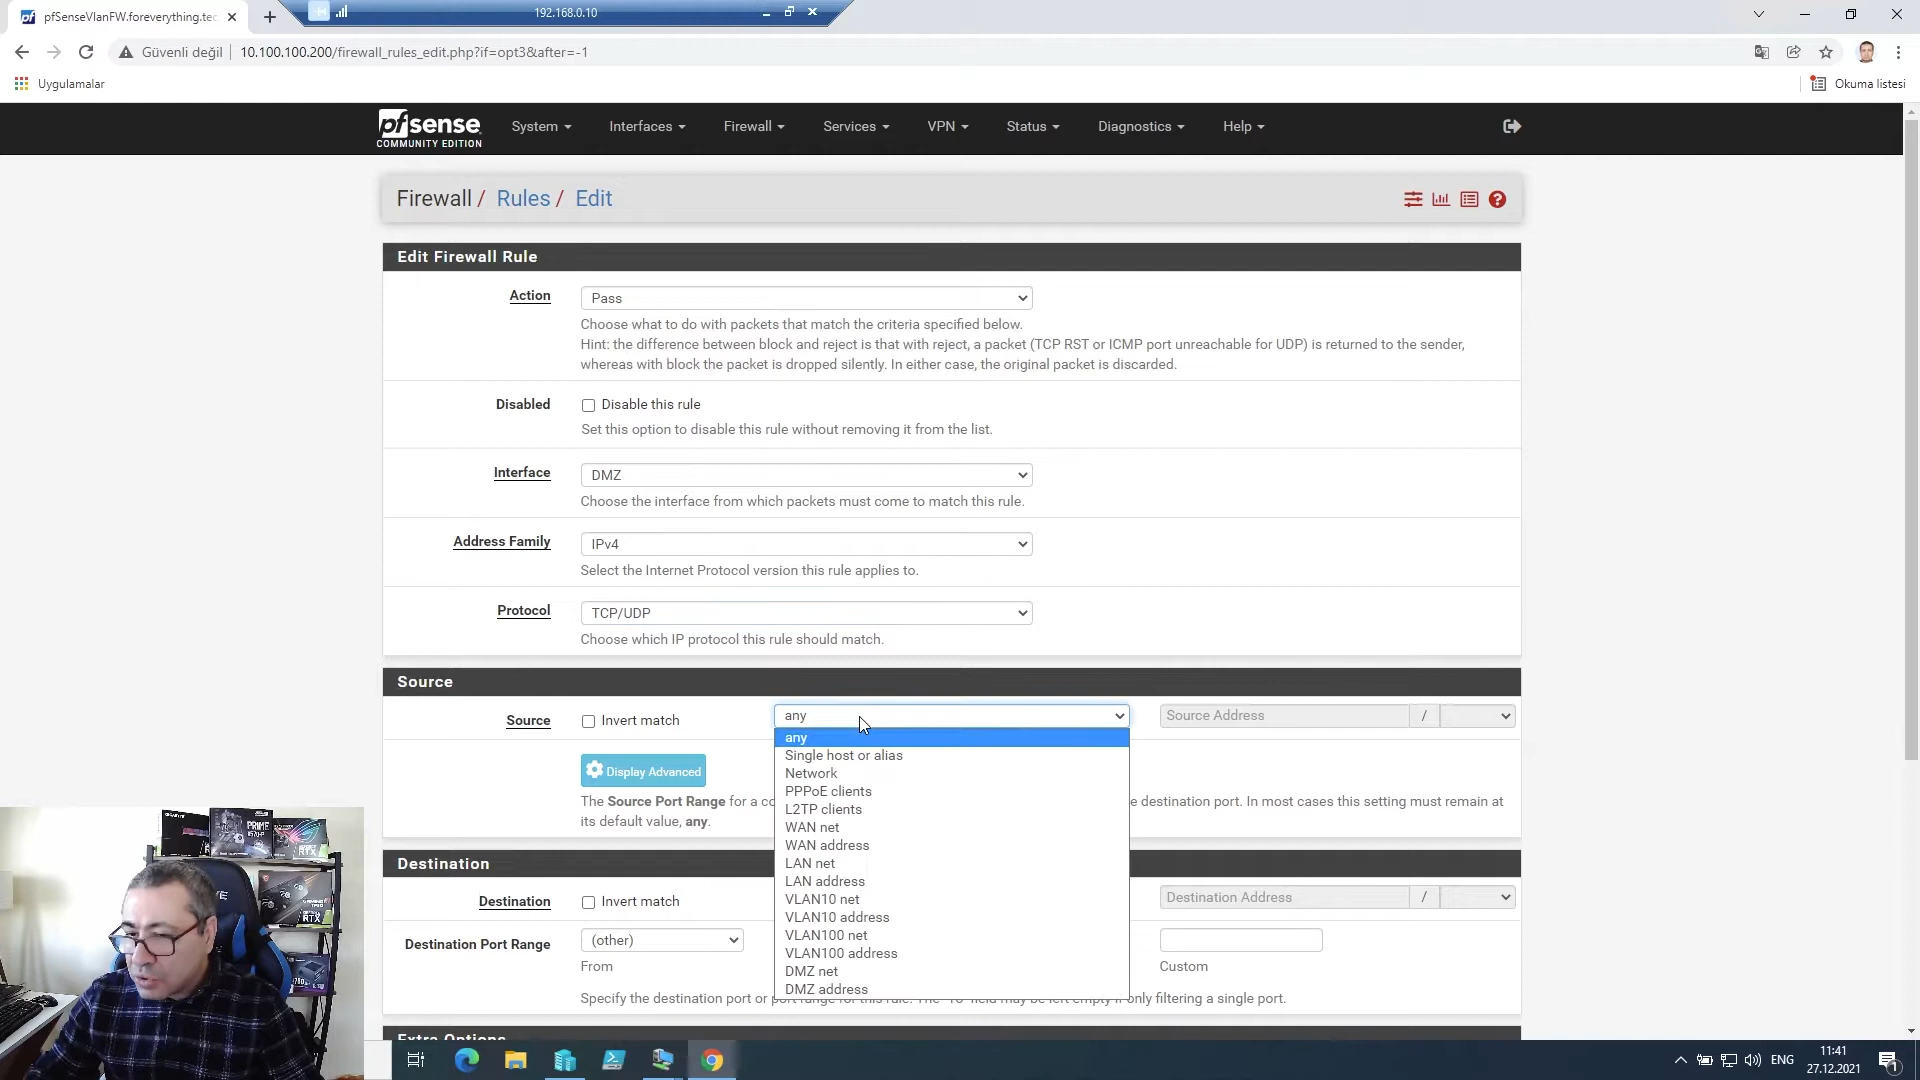 pfSenseVlanFW.foreverything.tec
192.168.0.10
Güvenli değil
10.100.100.200/firewall_rules_edit.php?if=opt3&after=-1
Uygulamalar
Okuma listesi
pfsense
COMMUNITY EDITION
System
Interfaces
Firewall
Services
VPN
Status
Diagnostics
Help
Firewall / Rules / Edit
Edit Firewall Rule
Action
Pass
Choose what to do with packets that match the criteria specified below.
Hint: the difference between block and reject is that with reject, a packet (TCP RST or ICMP port unreachable for UDP) is returned to the sender,
whereas with block the packet is dropped silently. In either case, the original packet is discarded.
Disabled
Disable this rule
Set this option to disable this rule without removing it from the list.
Interface
DMZ
Choose the interface from which packets must come to match this rule.
Address Family
IPv4
Select the Internet Protocol version this rule applies to.
Protocol
TCP/UDP
Choose which IP protocol this rule should match.
Source
Source
Invert match
any
Source Address
/
any
Single host or alias
Network
PPPoE clients
L2TP clients
WAN net
WAN address
LAN net
LAN address
VLAN10 net
VLAN10 address
VLAN100 net
VLAN100 address
DMZ net
DMZ address
Display Advanced
The Source Port Range for a co
e destination port. In most cases this setting must remain at
its default value, any.
Destination
Destination
Invert match
Destination Address
/
Destination Port Range
(other)
From
Custom
Specify the destination port or
only filtering a single port.
PRIME
RTX
RTX
ENG
11:41
27.12.2021
1